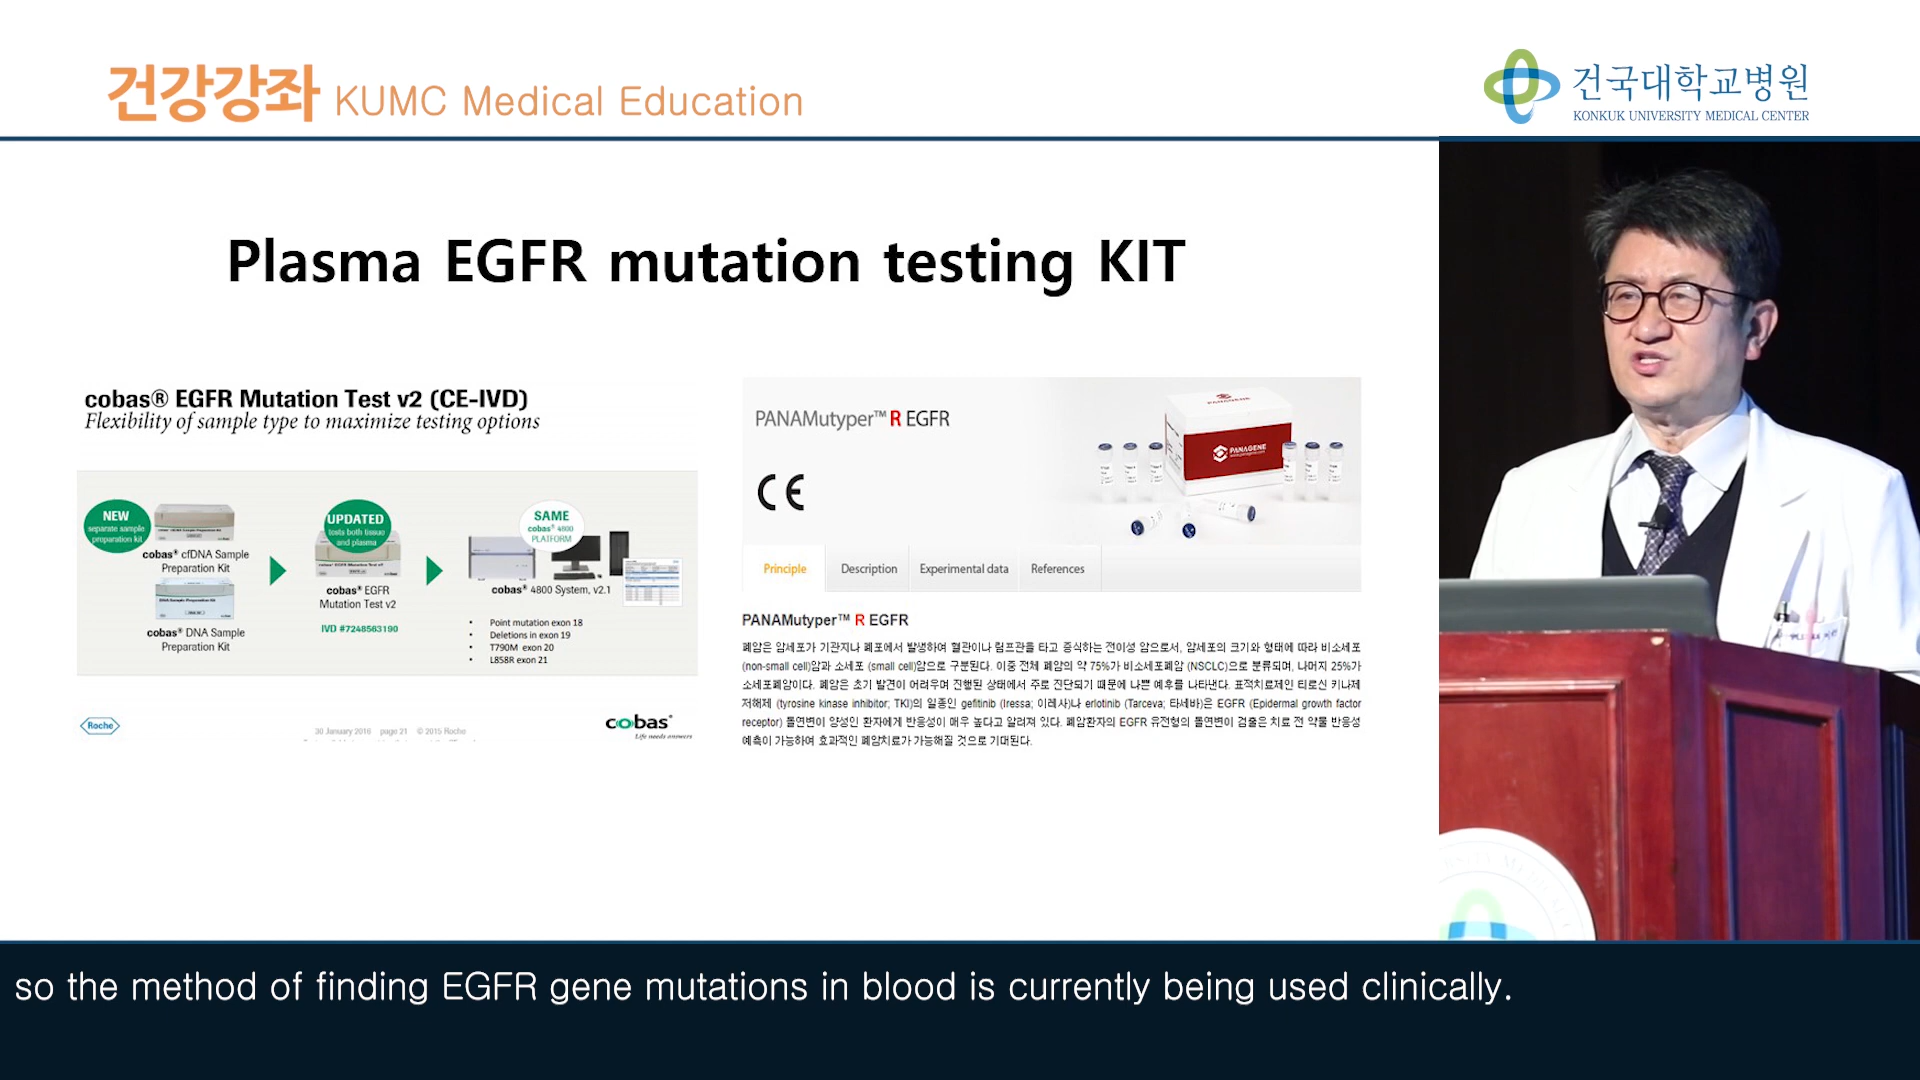 건강강좌 KUMC Medical Education
건국대학교병원
KONKUK UNIVERSITY MEDICAL CENTER
Plasma EGFR mutation testing KIT
cobas® EGFR Mutation Test v2 (CE-IVD)
Flexibility of sample type to maximize testing options
NEW
separate sample
preparation kit
cobas® cfDNA Sample
Preparation Kit
cobas® DNA Sample
Preparation Kit
UPDATED
tests both tissue
and plasma
cobas® EGFR
Mutation Test v2
IVD #7248563190
SAME
cobas® 4800
PLATFORM
cobas® 4800 System, v2.1
• Point mutation exon 18
• Deletions in exon 19
• T790M exon 20
• L858R exon 21
Roche
30 January 2016 page 21 © 2015 Roche
cobas®
Life needs answers
PANAMutyper™ R EGFR
CE
PANAGENE
Principle
Description
Experimental data
References
PANAMutyper™ R EGFR
폐암은 암세포가 기관지나 폐포에서 발생하여 혈관이나 림프관을 타고 증식하는 전이성 암으로서, 암세포의 크기와 형태에 따라 비소세포
(non-small cell)암과 소세포 (small cell)암으로 구분된다. 이중 전체 폐암의 약 75%가 비소세포폐암 (NSCLC)으로 분류되며, 나머지 25%가
소세포폐암이다. 폐암은 초기 발견이 어려우며 진행된 상태에서 주로 진단되기 때문에 나쁜 예후를 나타낸다. 표적치료제인 티로신 키나제
저해제 (tyrosine kinase inhibitor; TKI)의 일종인 gefitinib (Iressa; 이레사)나 erlotinib (Tarceva; 타세바)은 EGFR (Epidermal growth factor
receptor) 돌연변이 양성인 환자에게 반응성이 매우 높다고 알려져 있다. 폐암환자의 EGFR 유전형의 돌연변이 검출은 치료 전 약물 반응성
예측이 가능하여 효과적인 폐암치료가 가능해질 것으로 기대된다.
so the method of finding EGFR gene mutations in blood is currently being used clinically.